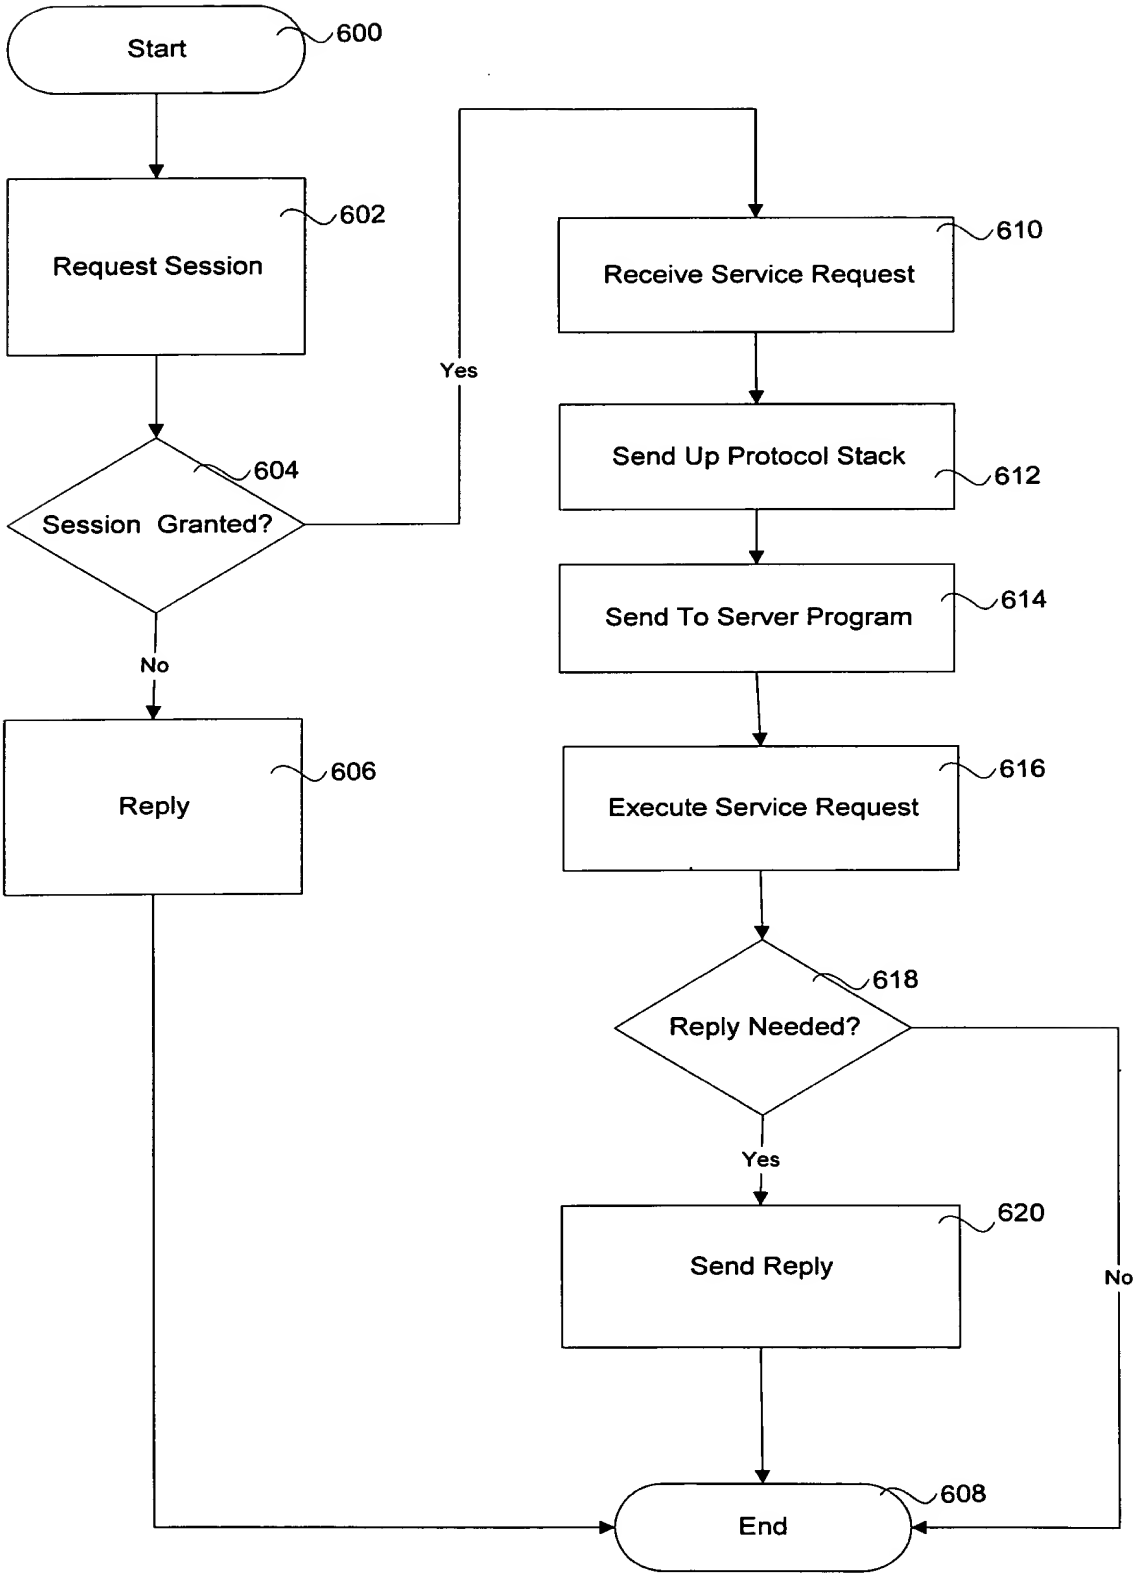 Start
600
Request Session
602
Session Granted?
604
Yes
No
Reply
606
Receive Service Request
610
Send Up Protocol Stack
612
Send To Server Program
614
Execute Service Request
616
Reply Needed?
618
Yes
No
Send Reply
620
End
608